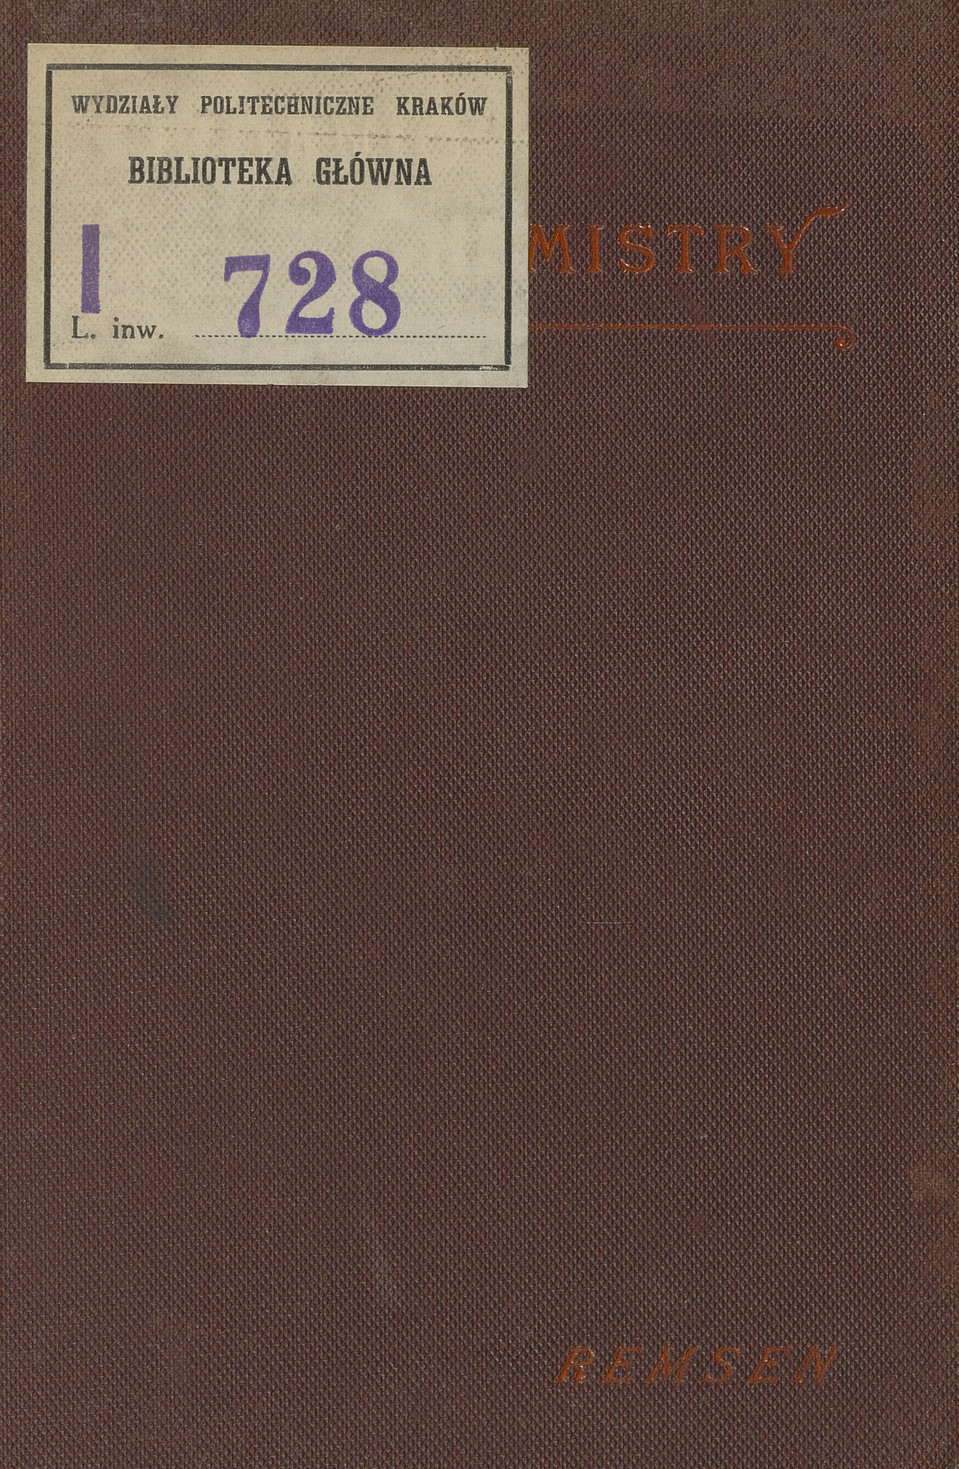 WYDZIAŁY POLITECHNICZNE KRAKÓW
BIBLIOTEKA GŁÓWNA
I
L. inw. 728
MISTRY
REMSEN